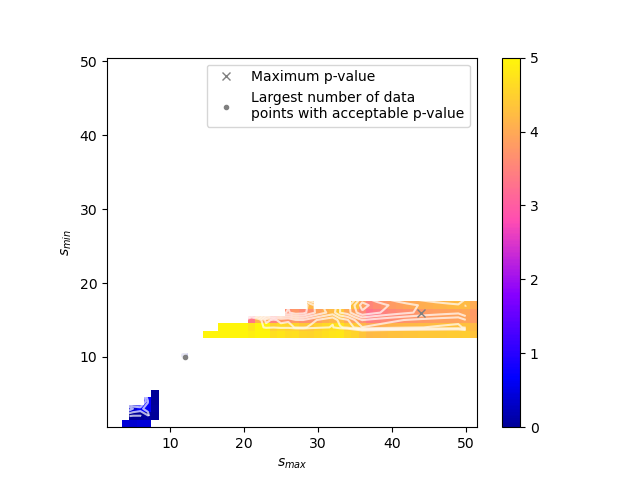 50
40
30
20
10
s_min
Maximum p-value
Largest number of data
points with acceptable p-value
10 20 30 40 50
s_max
5
4
3
2
1
0